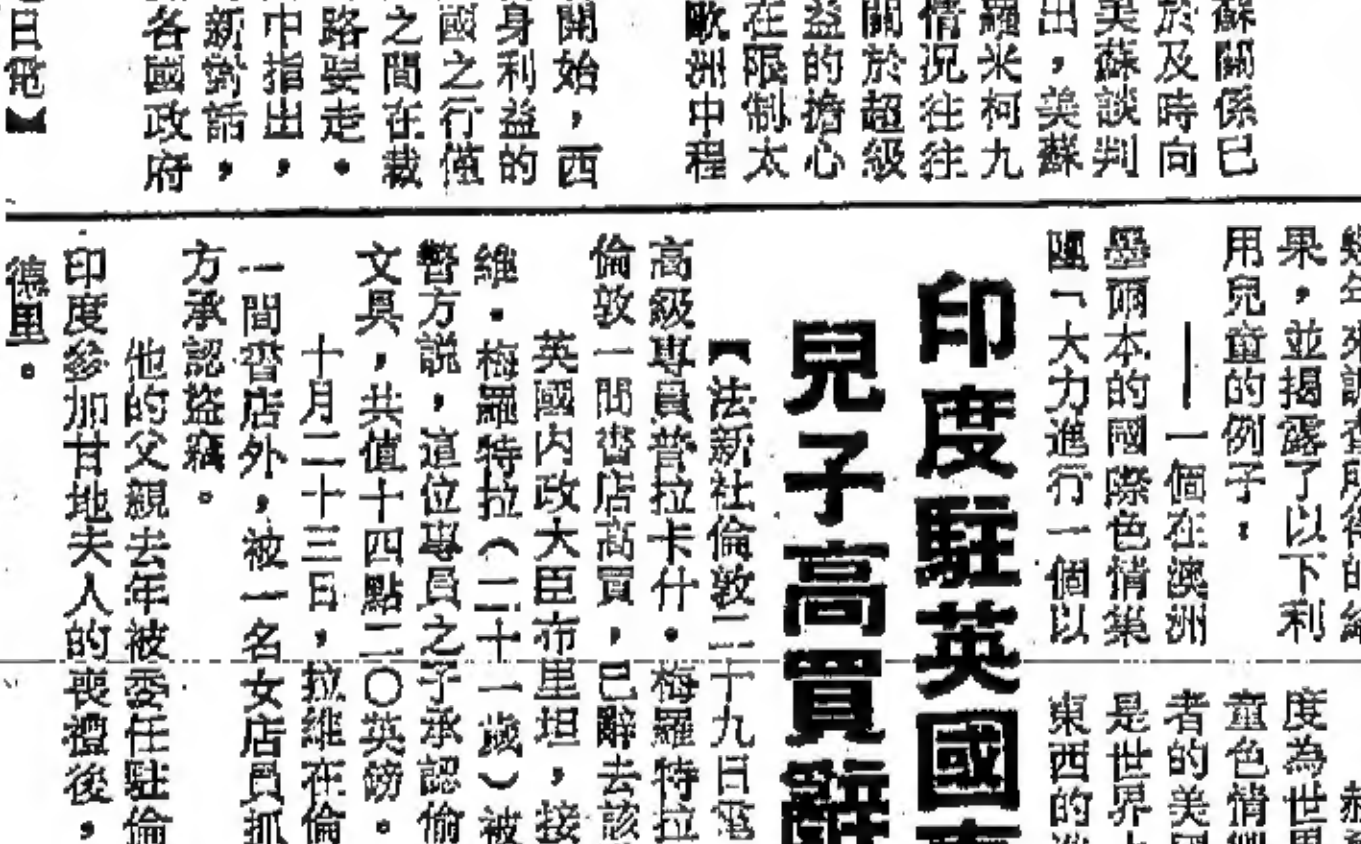 蘇關係已
於及時向
美蘇談判
出，美蘇
羅米柯九
情況往往
關於超級
益的擔心
在限制太
歐洲中程
開始，西
身利益的
國之行僅
之間在裁
路要走。
中指出，
新對話，
各國政府
日電】
果，並揭露了以下利
用兒童的例子：
——一個在澳洲
墨爾本的國際色情集
團「大力進行一個以
度為世界
童色情
者的美國
是世界
東西的
印度駐英國
兒子高買辭
【法新社倫敦二十九日電
高級專員普拉卡什·梅羅特拉
倫敦一間書店高買，已辭去該
英國內政大臣布里坦，接
維·梅羅特拉（二十一歲）被
警方說，這位專員之子承認偷
文具，共值十四點二〇英鎊。
十月二十三日，拉維在倫
一間書店外，被一名女店員抓
方承認盜竊。
他的父親去年被委任駐倫
印度參加甘地夫人的喪禮後，
德里。